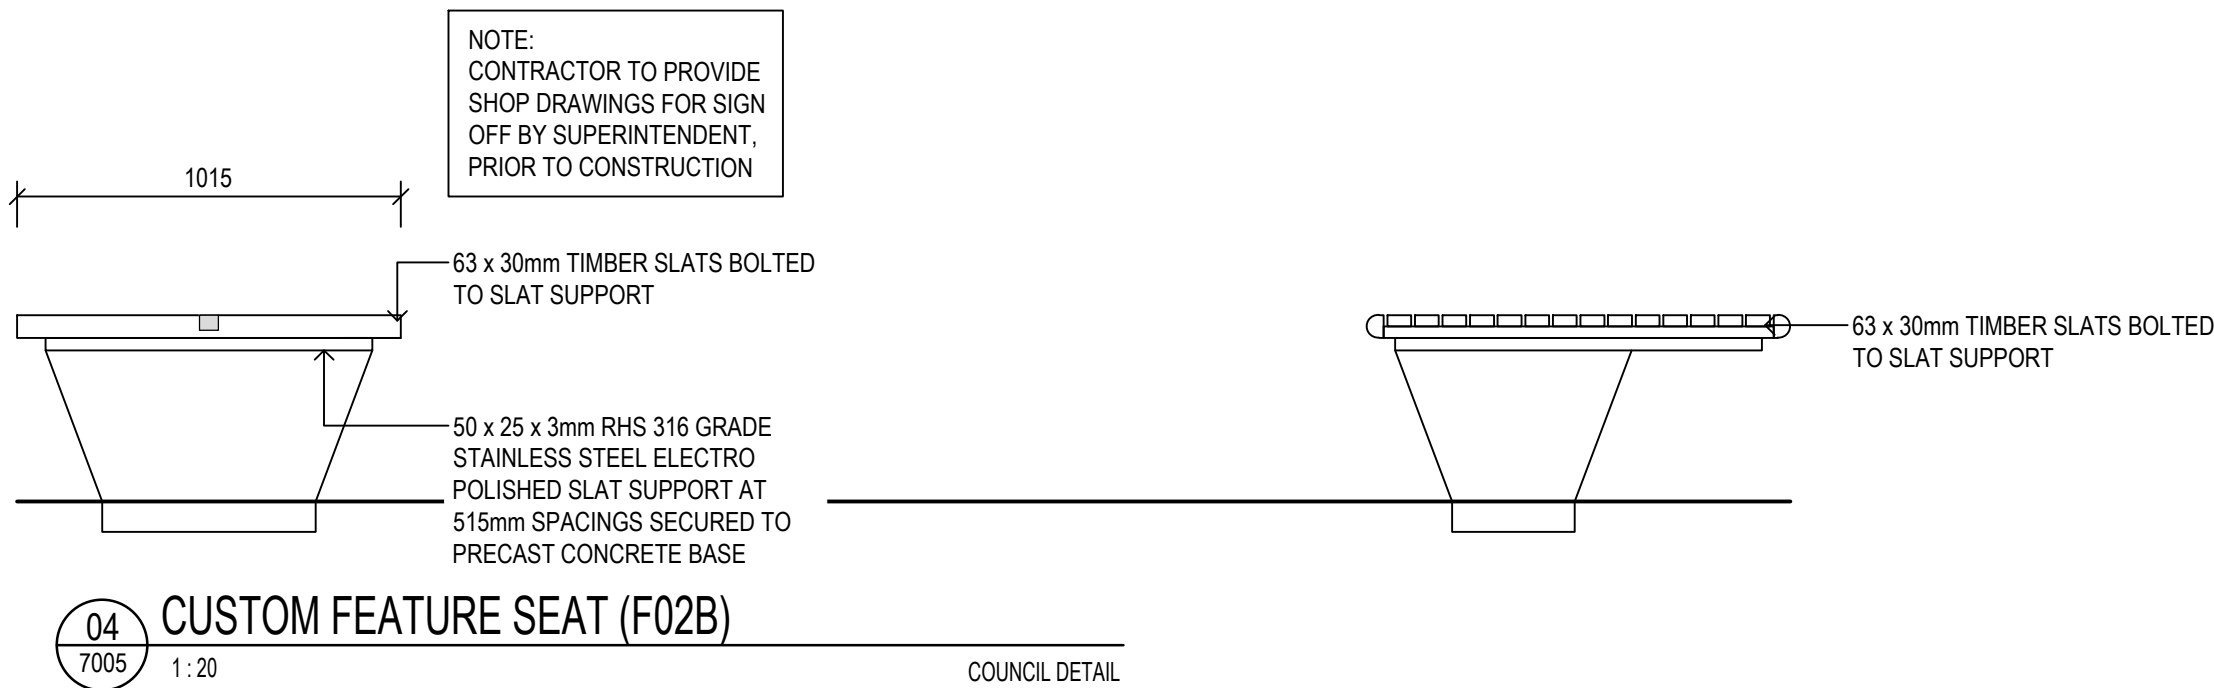 NOTE:
CONTRACTOR TO PROVIDE
SHOP DRAWINGS FOR SIGN
OFF BY SUPERINTENDENT,
PRIOR TO CONSTRUCTION
1015
63 x 30mm TIMBER SLATS BOLTED
TO SLAT SUPPORT
63 x 30mm TIMBER SLATS BOLTED
TO SLAT SUPPORT
50 x 25 x 3mm RHS 316 GRADE
STAINLESS STEEL ELECTRO
POLISHED SLAT SUPPORT AT
515mm SPACINGS SECURED TO
PRECAST CONCRETE BASE
04
7005
CUSTOM FEATURE SEAT (F02B)
1 : 20
COUNCIL DETAIL